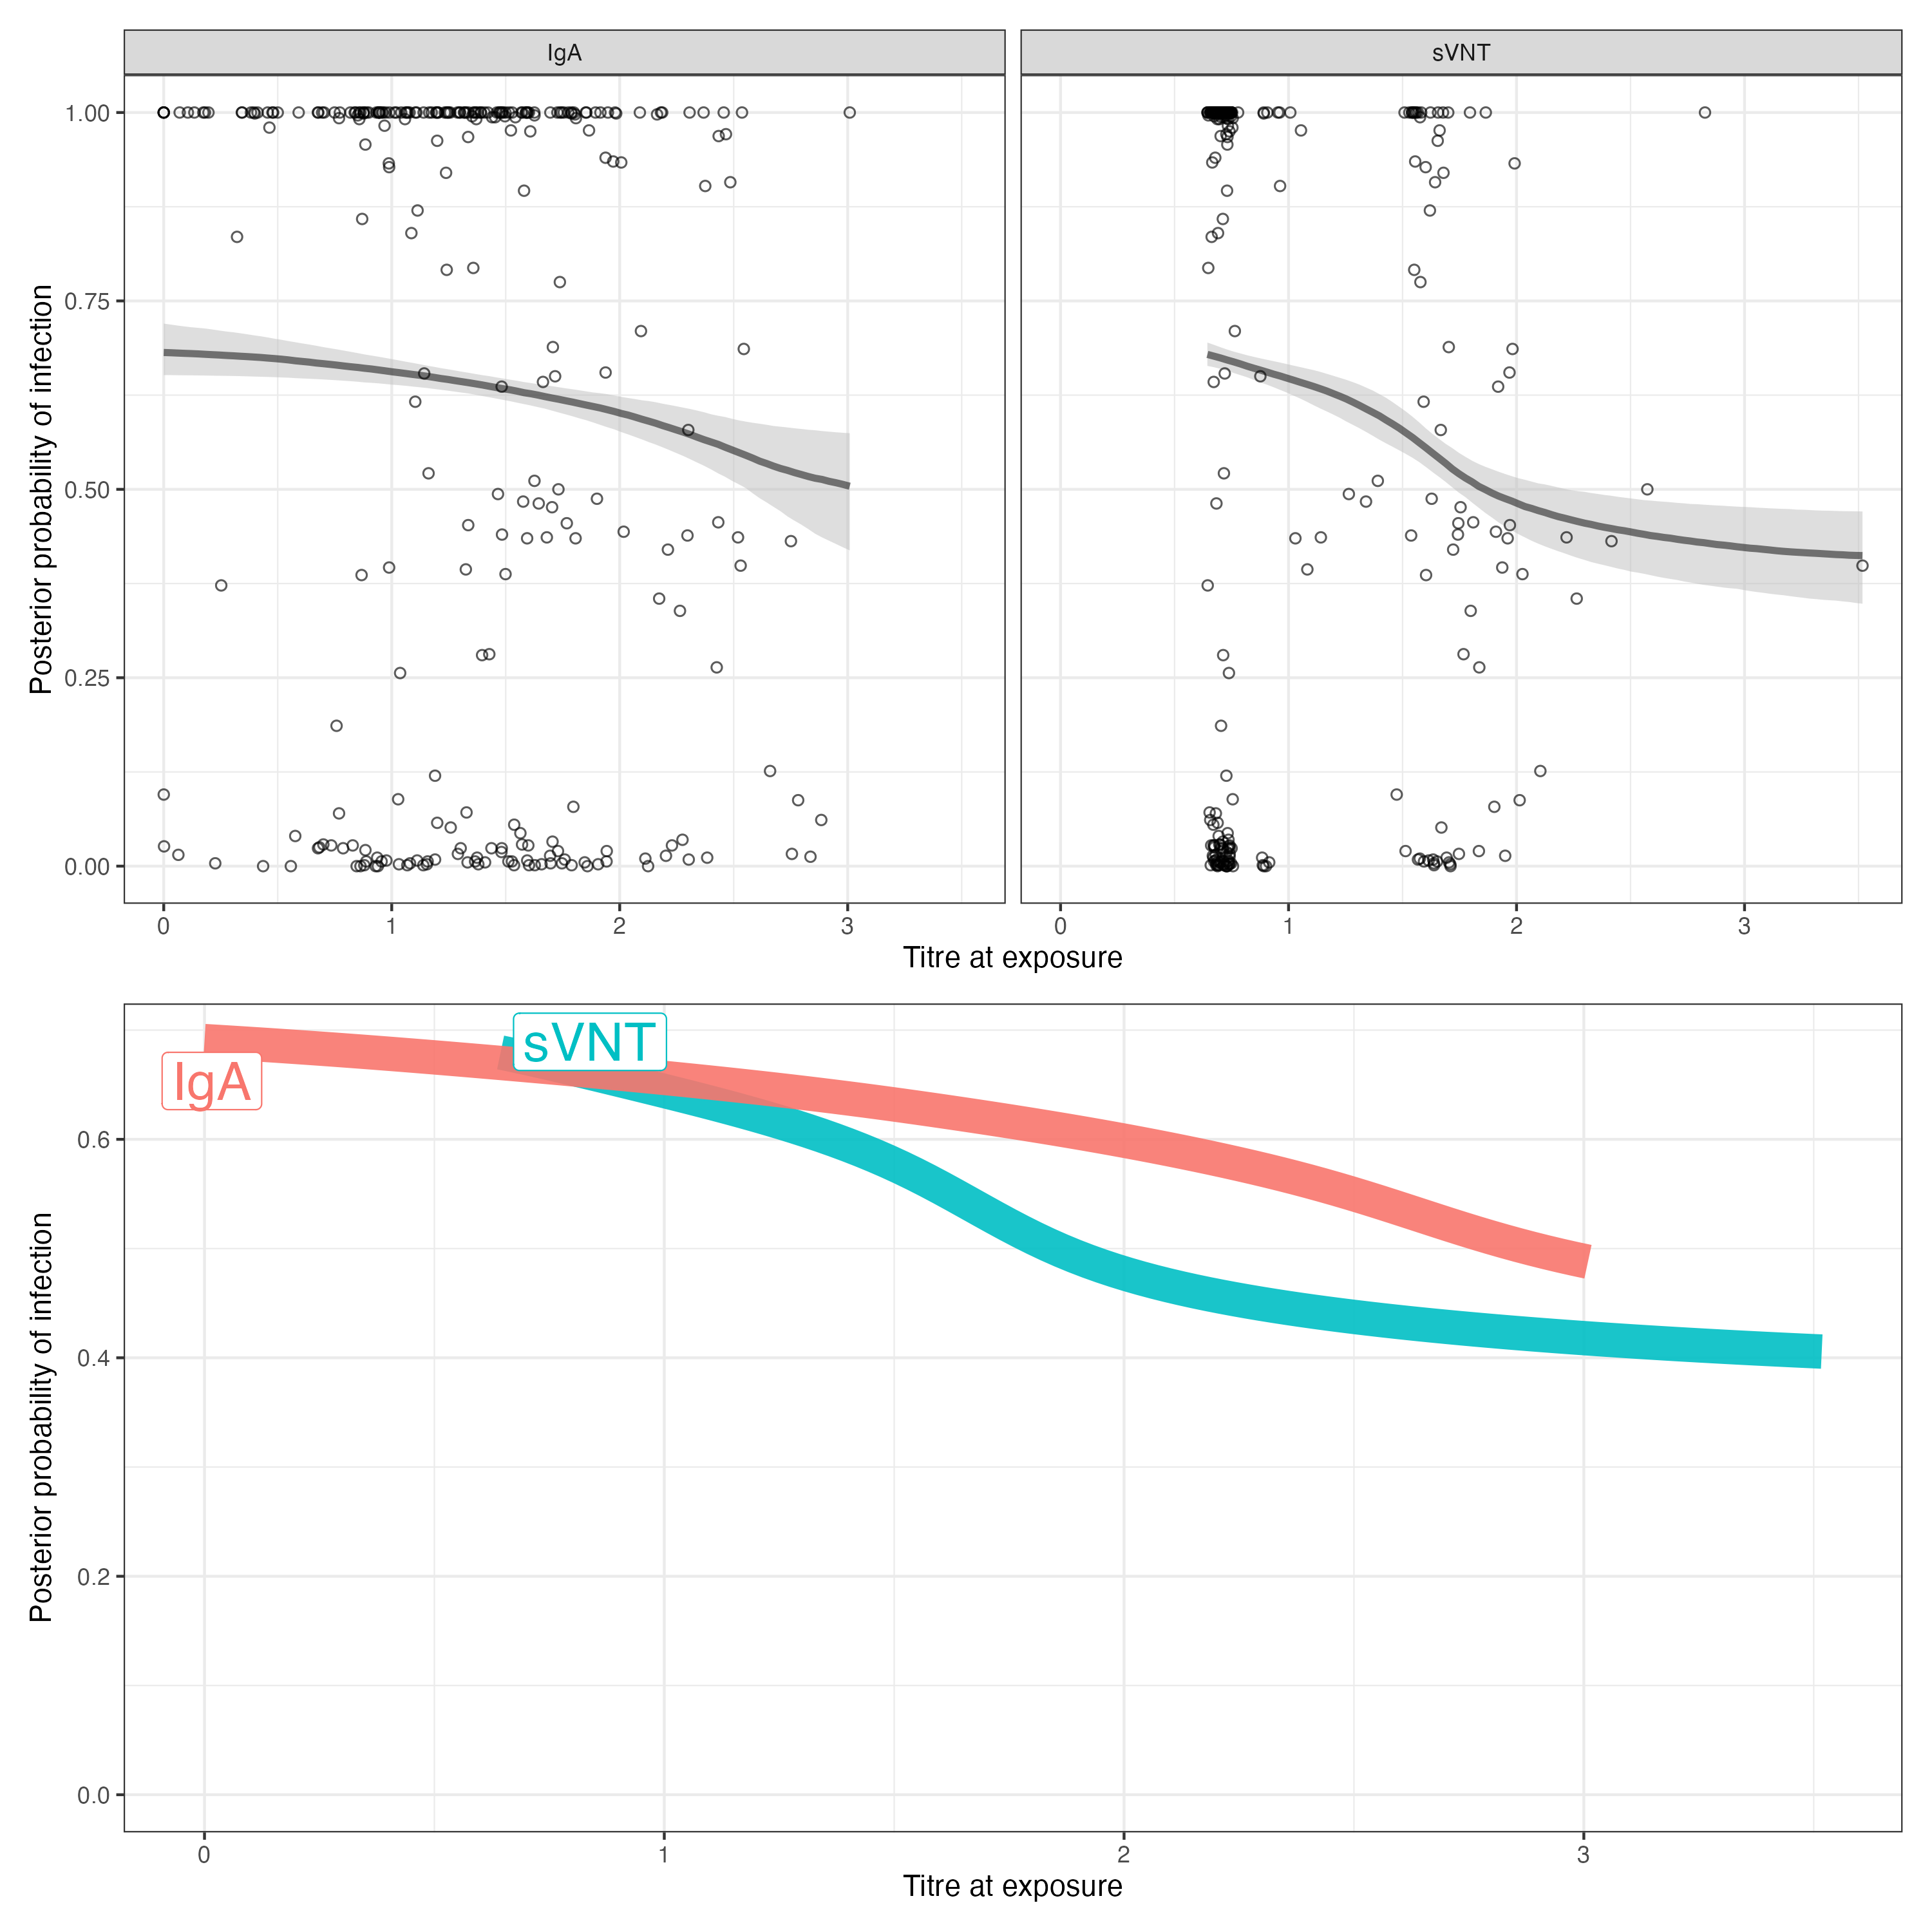 IgA
sVNT
Posterior probability of infection
1.00
0.75
0.50
0.25
0.00
0 1 2 3
0 1 2 3
Titre at exposure
Posterior probability of infection
sVNT
IgA
0.6
0.4
0.2
0.0
0 1 2 3
Titre at exposure